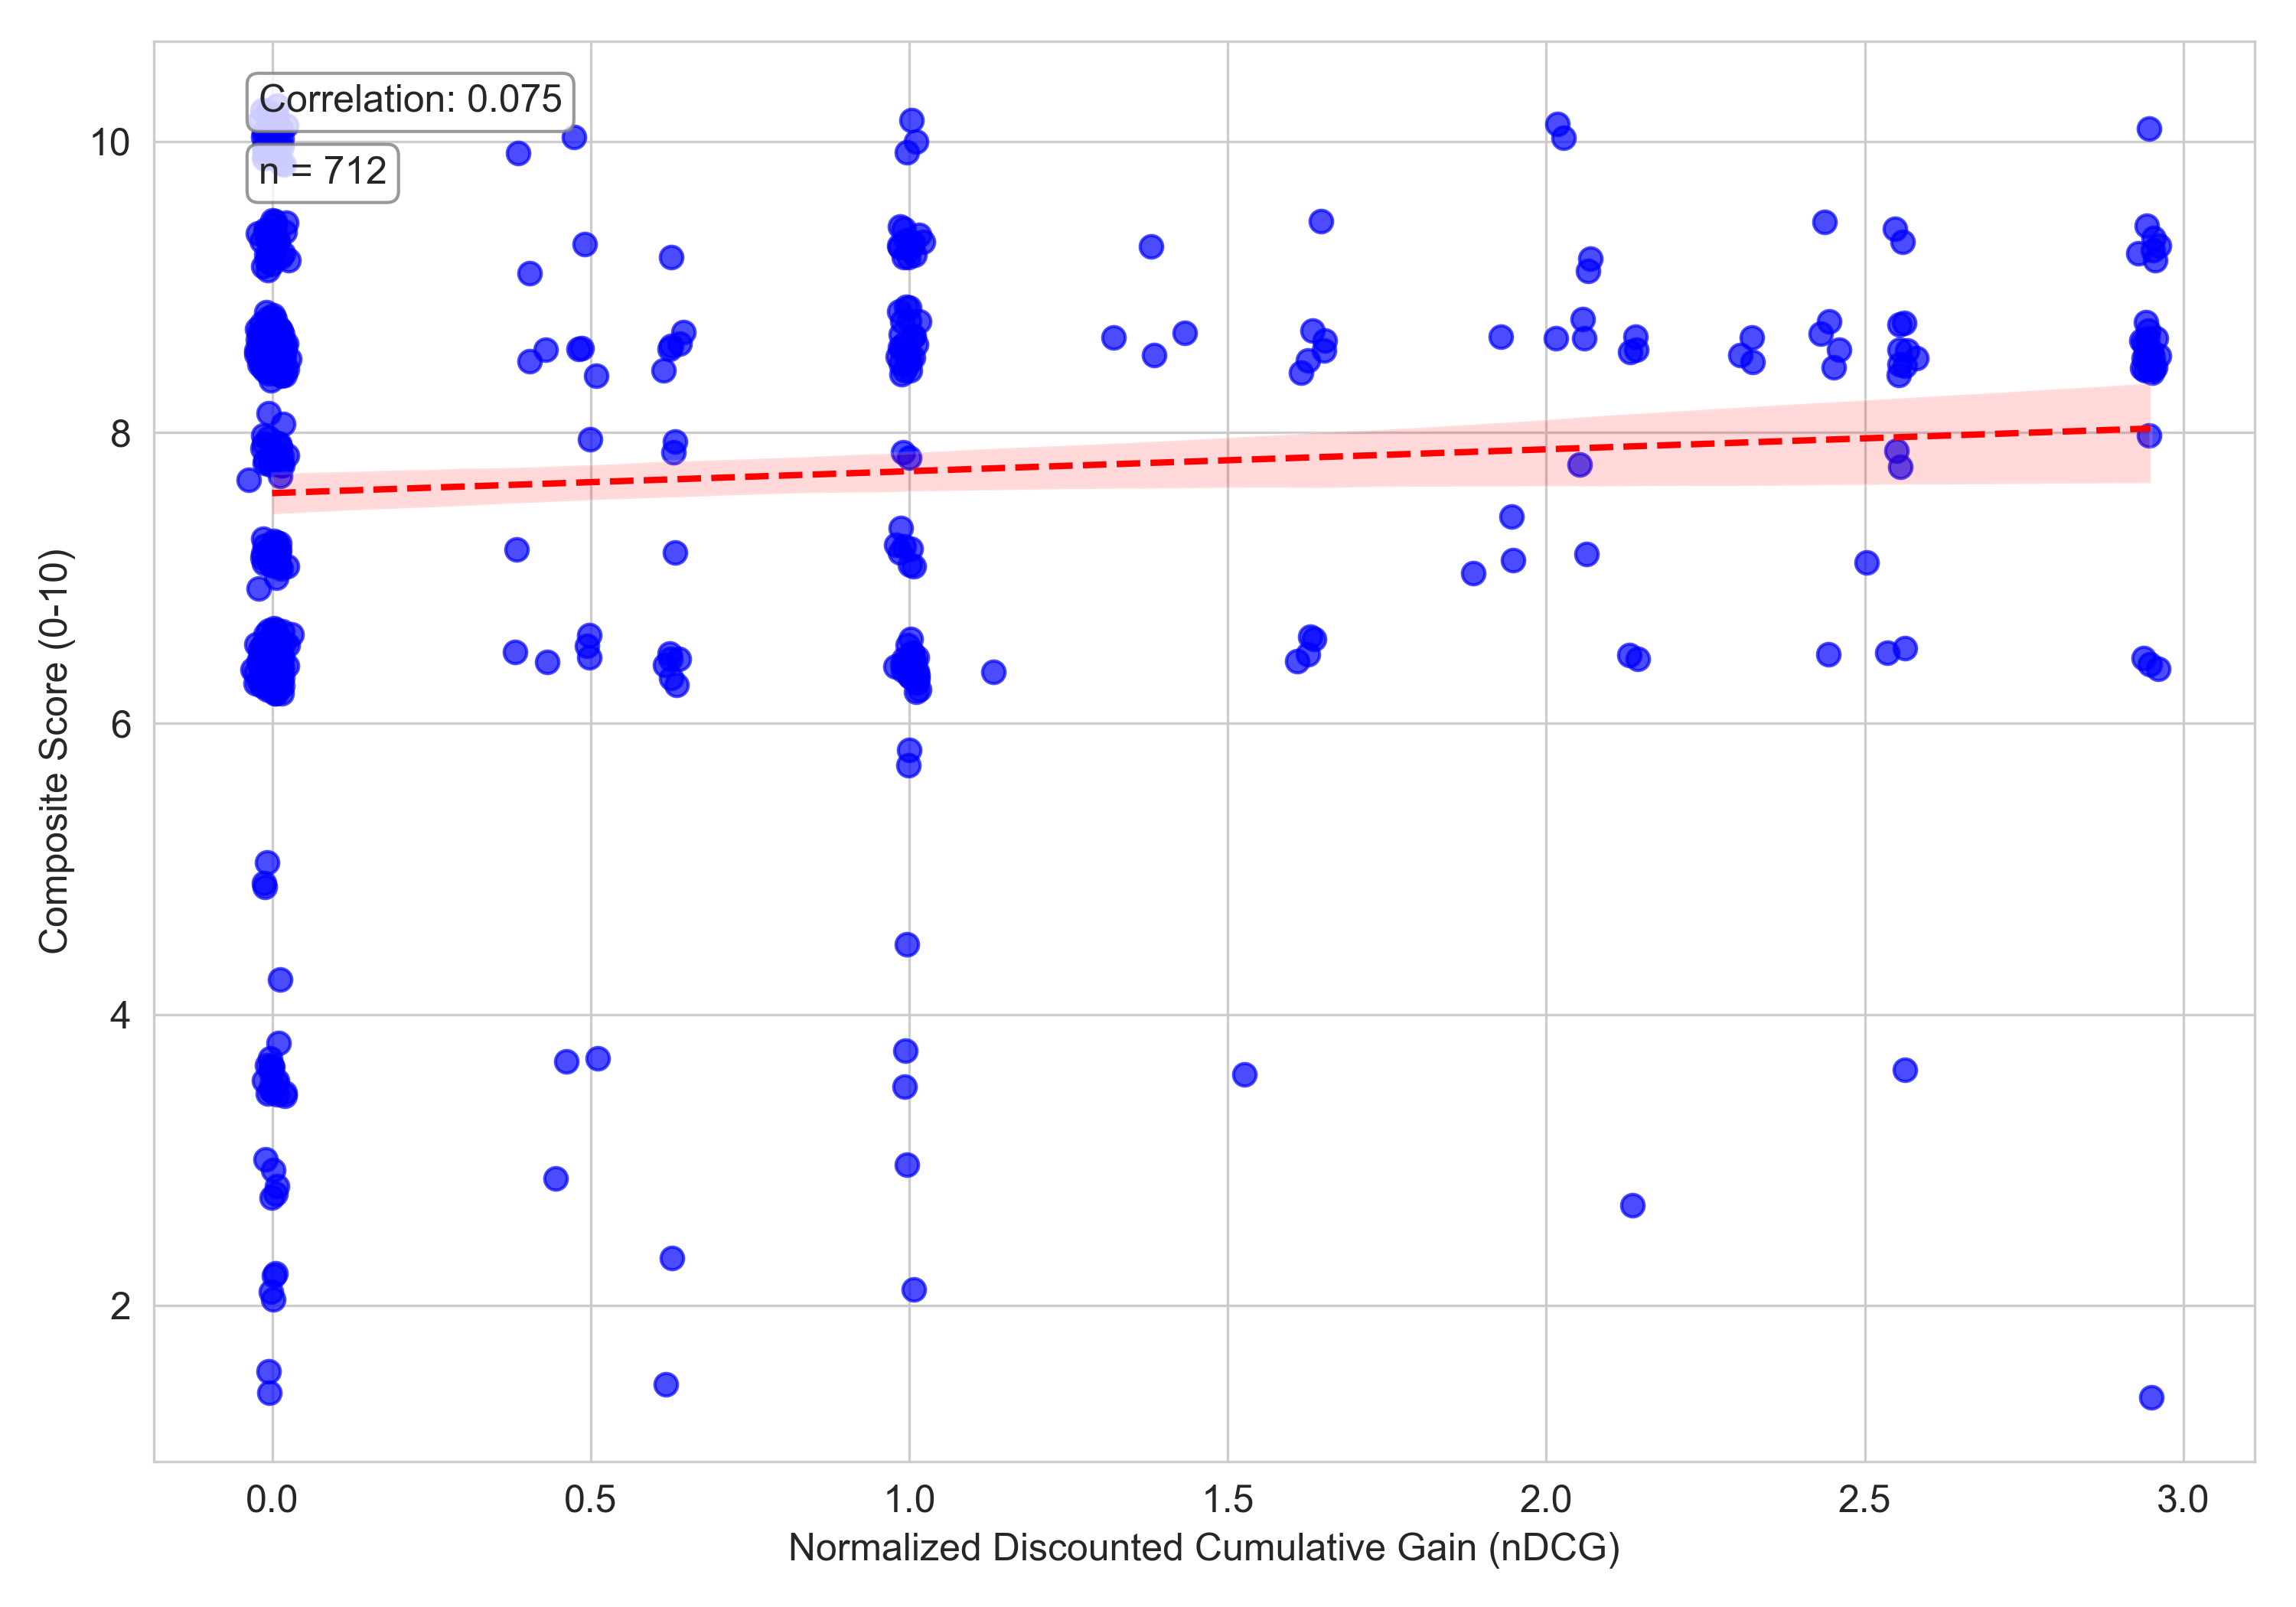 Correlation: 0.075
n = 712
10
8
6
4
2
Composite Score (0-10)
0.0 0.5 1.0 1.5 2.0 2.5 3.0
Normalized Discounted Cumulative Gain (nDCG)